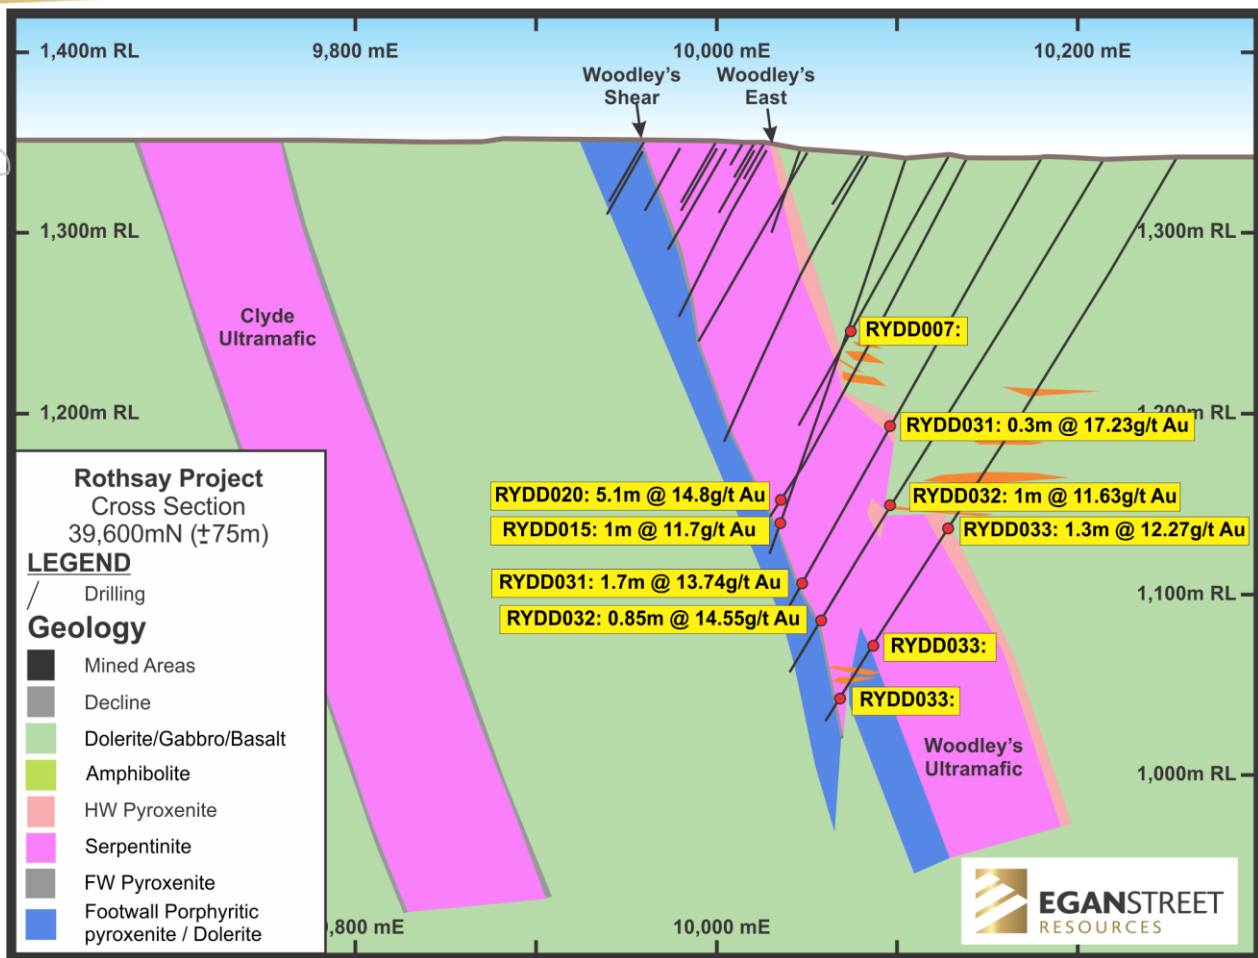 1,400m RL
9,800 mE
10,000 mE
10,200 mE
Woodley's
Shear
Woodley's
East
1,300m RL
1,300m RL
Clyde
Ultramafic
RYDD007:
1,200m RL
1,200m RL
RYDD031: 0.3m @ 17.23g/t Au
RYDD020: 5.1m @ 14.8g/t Au
RYDD032: 1m @ 11.63g/t Au
RYDD015: 1m @ 11.7g/t Au
RYDD033: 1.3m @ 12.27g/t Au
RYDD031: 1.7m @ 13.74g/t Au
1,100m RL
RYDD032: 0.85m @ 14.55g/t Au
RYDD033:
RYDD033:
Woodley's
Ultramafic
1,000m RL
Rothsay Project
Cross Section
39,600mN (±75m)
LEGEND
Drilling
Geology
Mined Areas
Decline
Dolerite/Gabbro/Basalt
Amphibolite
HW Pyroxenite
Serpentinite
FW Pyroxenite
Footwall Porphyritic
pyroxenite / Dolerite
,800 mE
10,000 mE
EGANSTREET
RESOURCES